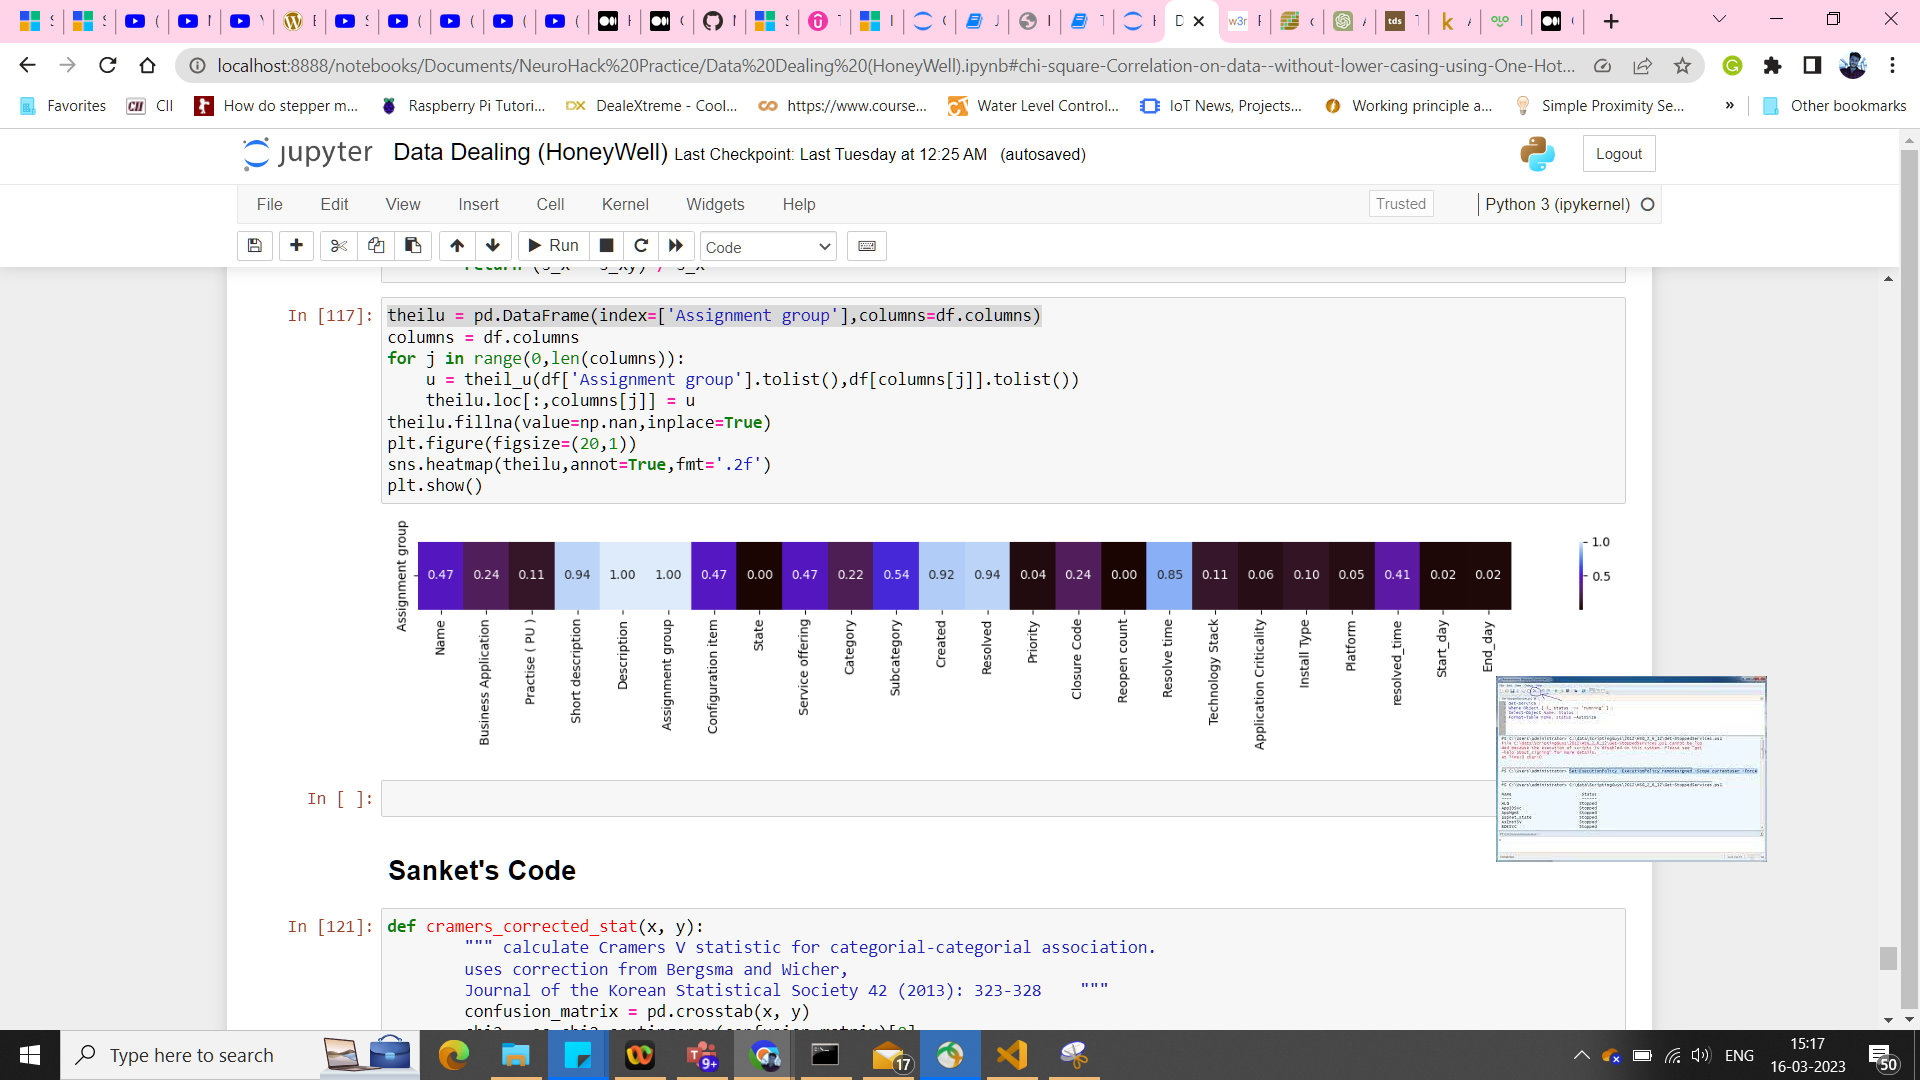 localhost:8888/notebooks/Documents/NeuroHack%20Practice/Data%20Dealing%20(HoneyWell).ipynb#chi-square-Correlation-on-data--without-lower-casing-using-One-Hot...
Favorites CII How do stepper m... Raspberry Pi Tutori... DealeXtreme - Cool... https://www.course... Water Level Control... IoT News, Projects... Working principle a... Simple Proximity Se... » Other bookmarks
jupyter Data Dealing (HoneyWell) Last Checkpoint: Last Tuesday at 12:25 AM (autosaved) Logout
File Edit View Insert Cell Kernel Widgets Help Trusted Python 3 (ipykernel)
Run Code
In [117]: theilu = pd.DataFrame(index=['Assignment group'],columns=df.columns)
columns = df.columns
for j in range(0,len(columns)):
    u = theil_u(df['Assignment group'].tolist(),df[columns[j]].tolist())
    theilu.loc[:,columns[j]] = u
theilu.fillna(value=np.nan,inplace=True)
plt.figure(figsize=(20,1))
sns.heatmap(theilu,annot=True,fmt='.2f')
plt.show()
Assignment group
0.47 0.24 0.11 0.94 1.00 1.00 0.47 0.00 0.47 0.22 0.54 0.92 0.94 0.04 0.24 0.00 0.85 0.11 0.06 0.10 0.05 0.41 0.02 0.02
1.0
0.5
Name
Business Application
Practise ( PU )
Short description
Description
Assignment group
Configuration item
State
Service offering
Category
Subcategory
Created
Resolved
Priority
Closure Code
Reopen count
Resolve time
Technology Stack
Application Criticality
Install Type
Platform
resolved_time
Start_day
End_day
In [ ]:
Sanket's Code
In [121]: def cramers_corrected_stat(x, y):
""" calculate Cramers V statistic for categorial-categorial association.
uses correction from Bergsma and Wicher,
Journal of the Korean Statistical Society 42 (2013): 323-328 """
confusion_matrix = pd.crosstab(x, y)
Type here to search
9+
17
ENG
15:17
16-03-2023
50